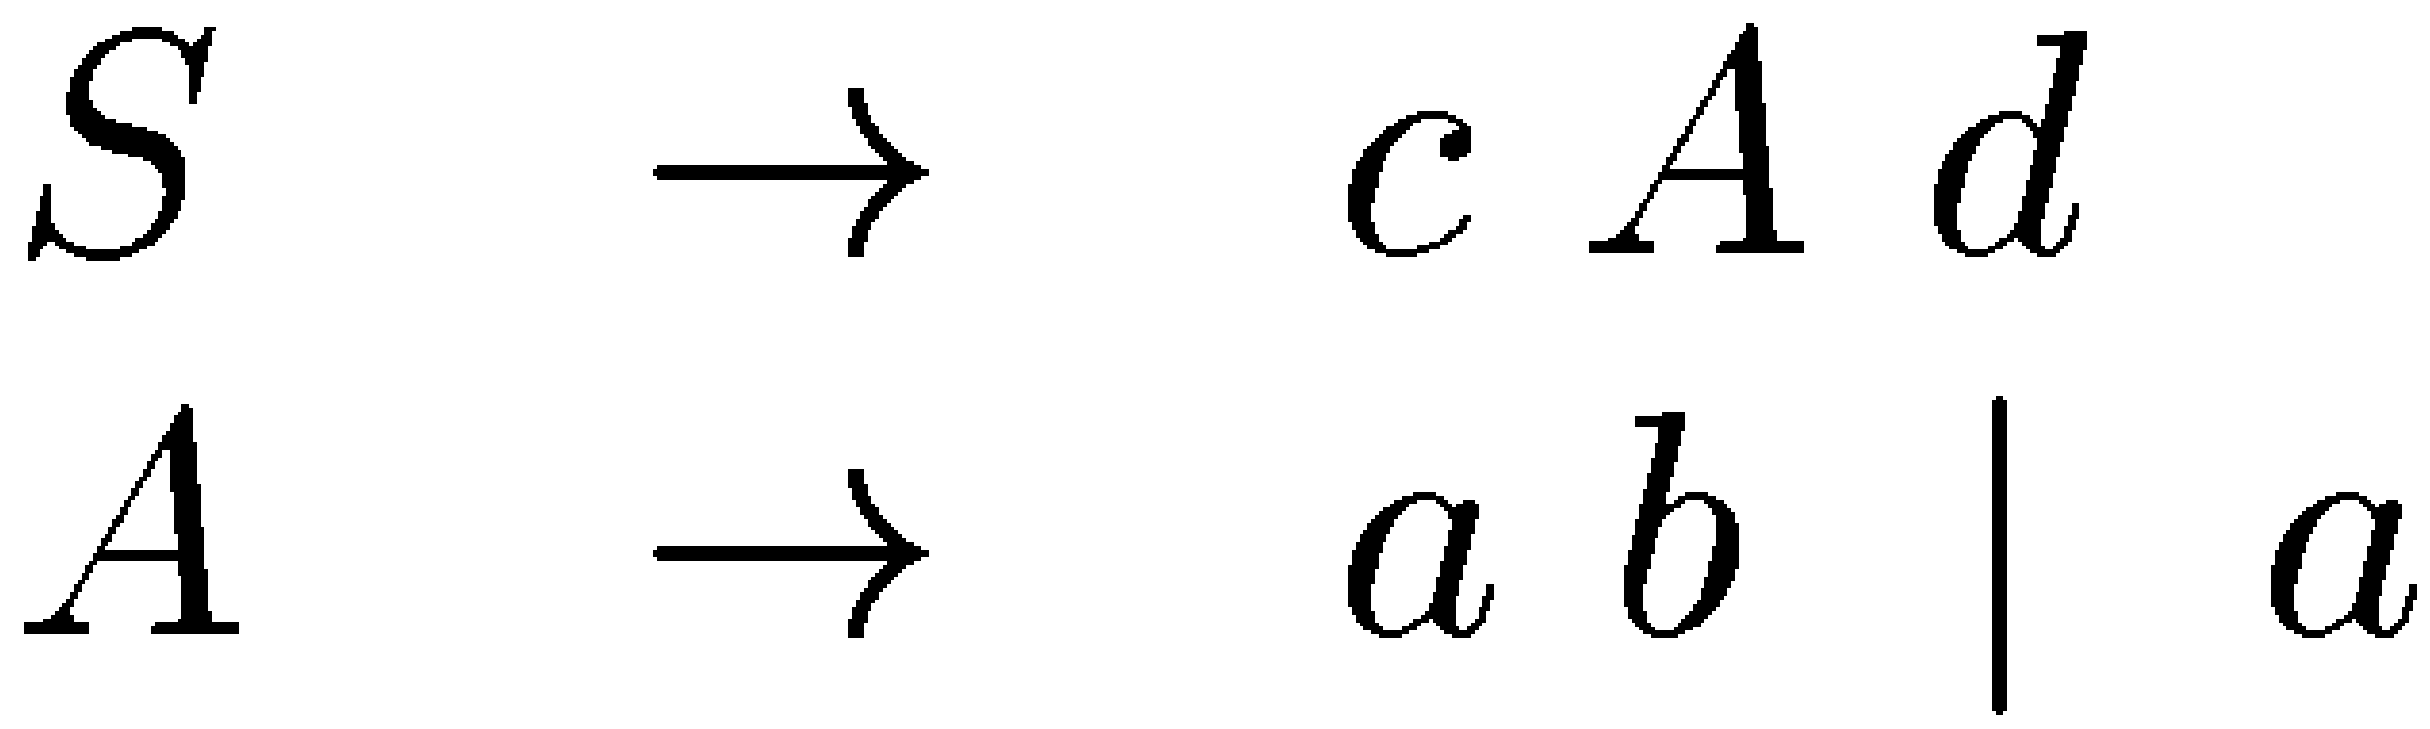 S → c A d
A → a b | a